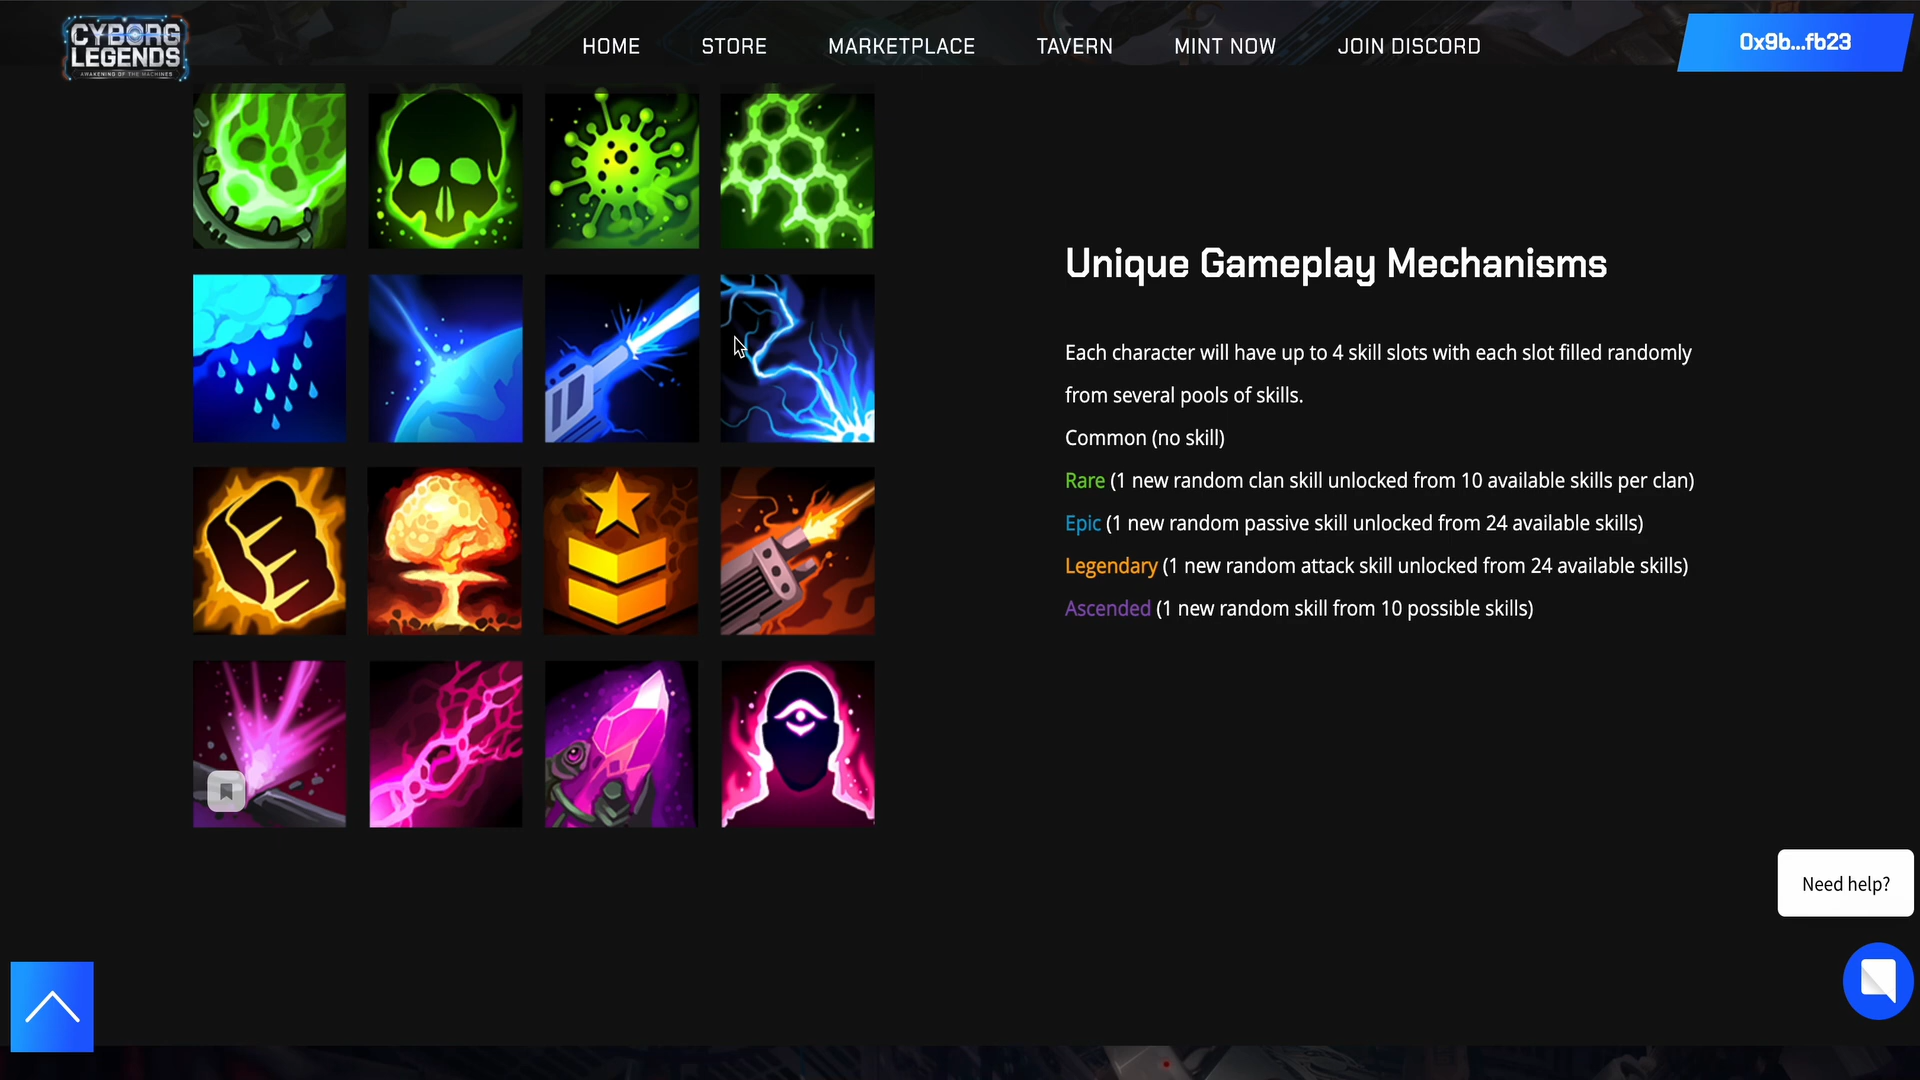 CYBORG
LEGENDS
AWAKENING OF THE MACHINES
HOME
STORE
MARKETPLACE
TAVERN
MINT NOW
JOIN DISCORD
0x9b...fb23
Unique Gameplay Mechanisms
Each character will have up to 4 skill slots with each slot filled randomly
from several pools of skills.
Common (no skill)
Rare (1 new random clan skill unlocked from 10 available skills per clan)
Epic (1 new random passive skill unlocked from 24 available skills)
Legendary (1 new random attack skill unlocked from 24 available skills)
Ascended (1 new random skill from 10 possible skills)
Need help?